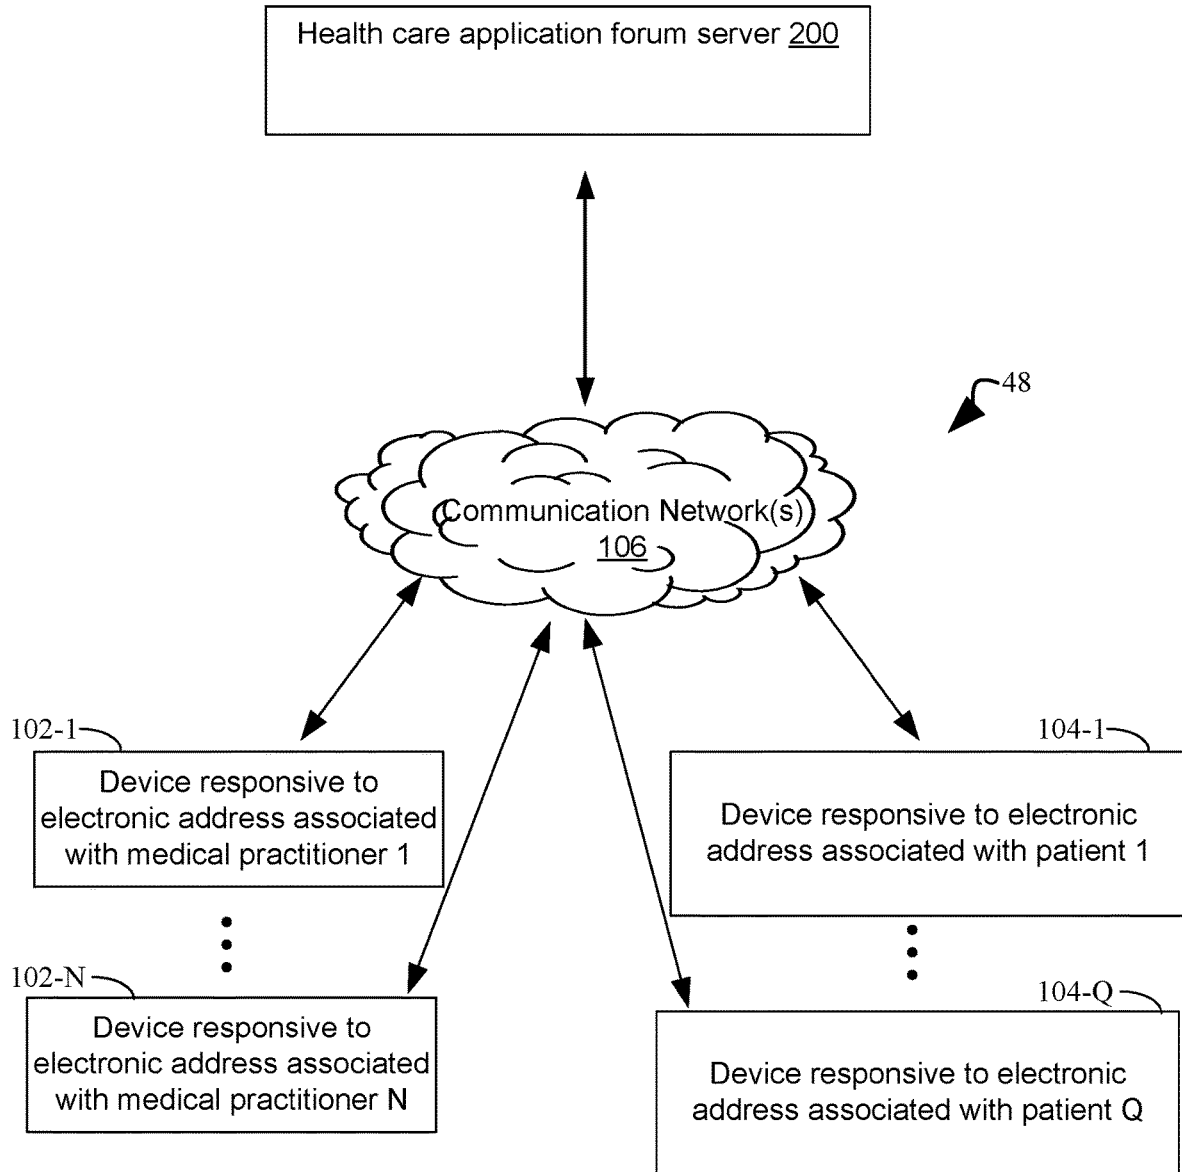 Health care application forum server 200
48
Communication Network(s)
106
102-1
Device responsive to
electronic address associated
with medical practitioner 1
104-1
Device responsive to electronic
address associated with patient 1
102-N
Device responsive to
electronic address associated
with medical practitioner N
104-Q
Device responsive to electronic
address associated with patient Q